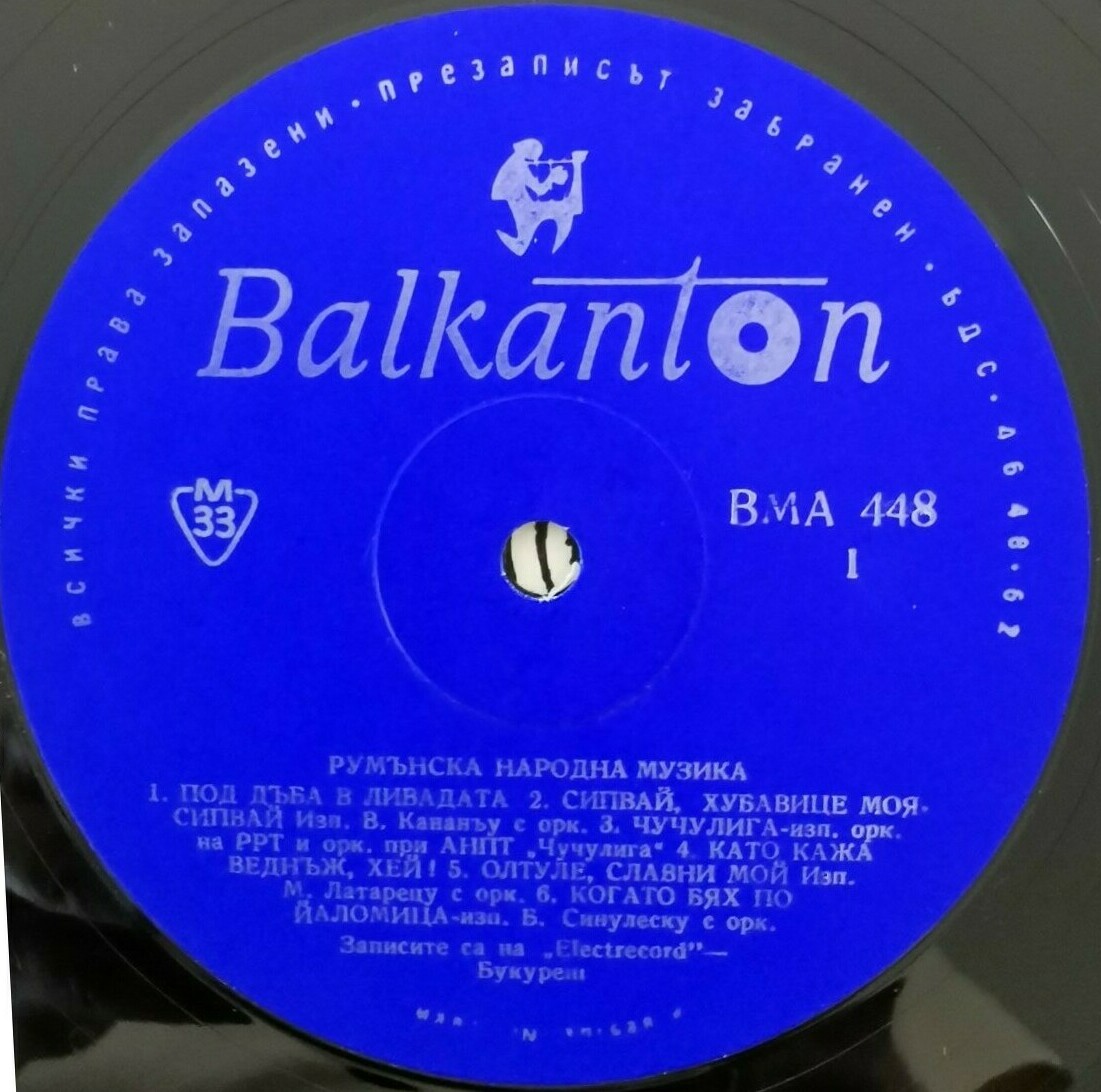 ВСИЧКИ ПРАВА ЗАПАЗЕНИ · ПРЕЗАПИСЪТ ЗАБРАНЕН · БДС · 4648·62
Balkanton
М
33
ВМА 448
I
РУМЪНСКА НАРОДНА МУЗИКА
1. ПОД ДЪБА В ЛИВАДАТА 2. СИПВАЙ, ХУБАВИЦЕ МОЯ-
СИПВАЙ Изп. В. Кананъу с орк. 3. ЧУЧУЛИГА-изп. орк.
на РРТ и орк. при АНПТ „Чучулига“ 4. КАТО КАЖА
ВЕДНЪЖ, ХЕЙ! 5. ОЛТУЛЕ, СЛАВНИ МОЙ Изп.
М. Латарецу с орк. 6. КОГАТО БЯХ ПО
ЙАЛОМИЦА-изп. Б. Синулеску с орк.
Записите са на „Electrecord”—
Букурещ